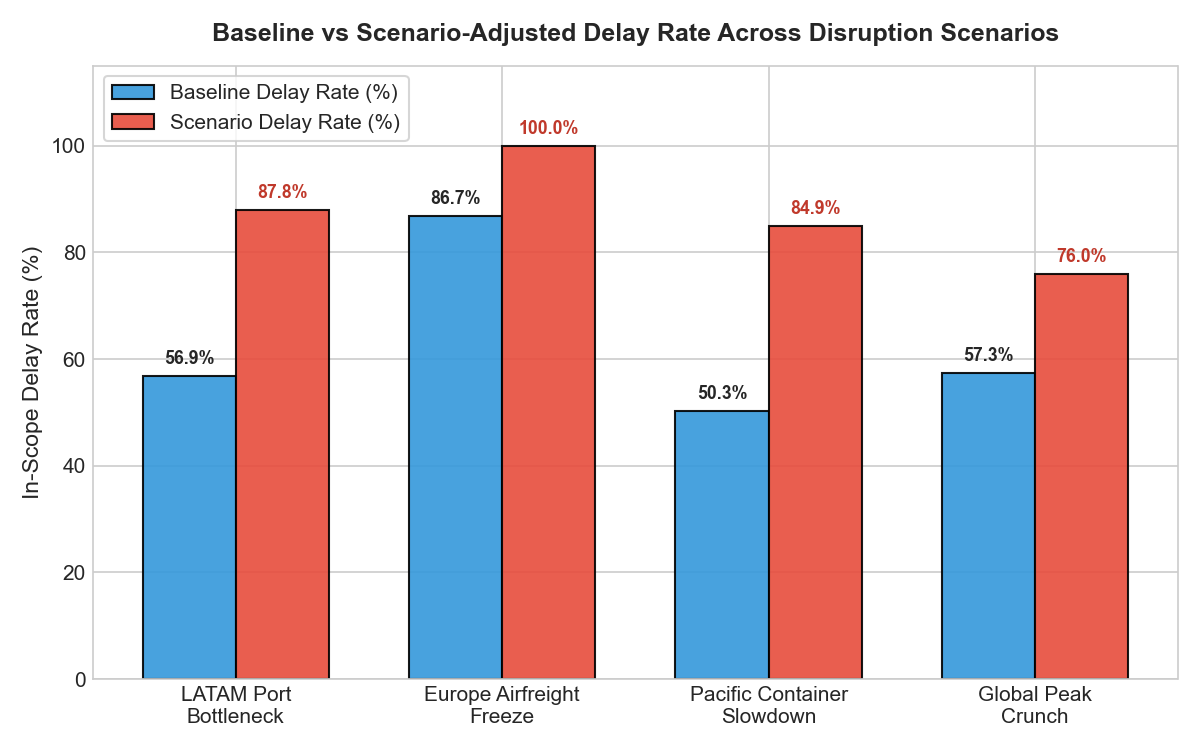 Baseline vs Scenario-Adjusted Delay Rate Across Disruption Scenarios
Baseline Delay Rate (%)
Scenario Delay Rate (%)
In-Scope Delay Rate (%)
100
80
60
40
20
0
56.9%
87.8%
86.7%
100.0%
50.3%
84.9%
57.3%
76.0%
LATAM Port
Bottleneck
Europe Airfreight
Freeze
Pacific Container
Slowdown
Global Peak
Crunch